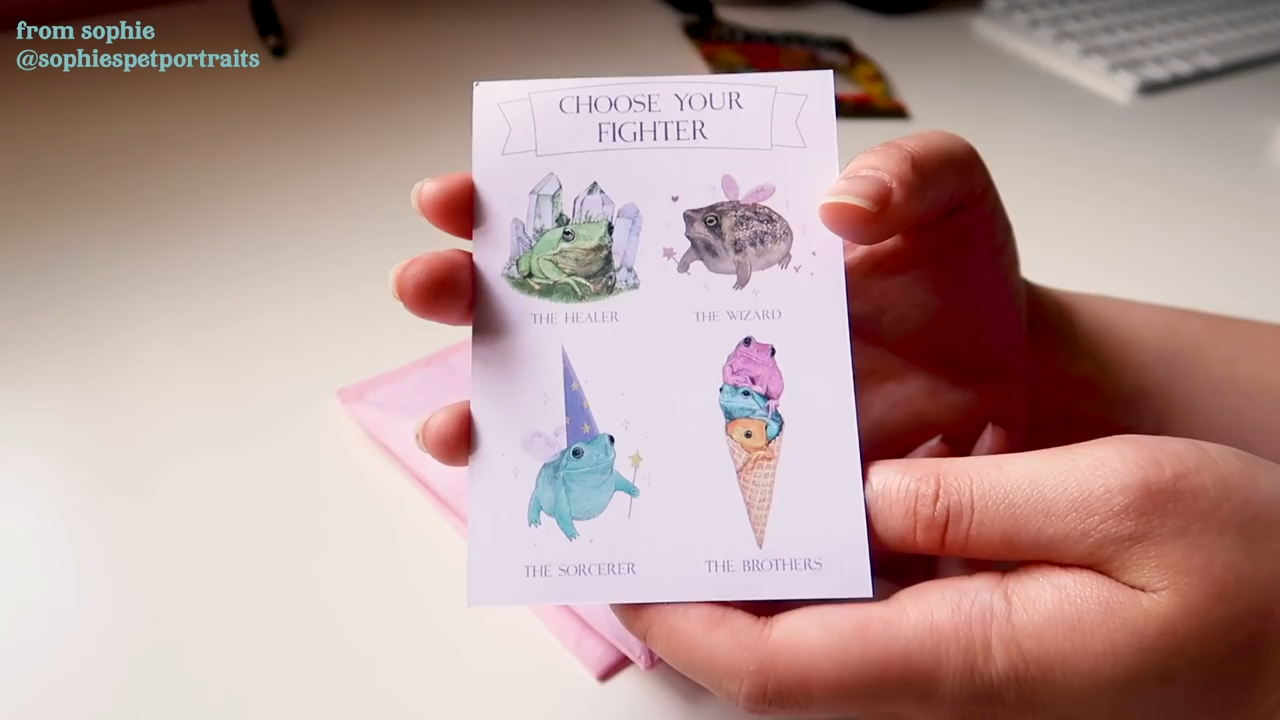 from sophie
@sophiespetportraits
CHOOSE YOUR
FIGHTER
THE HEALER
THE WIZARD
THE SORCERER
THE BROTHERS